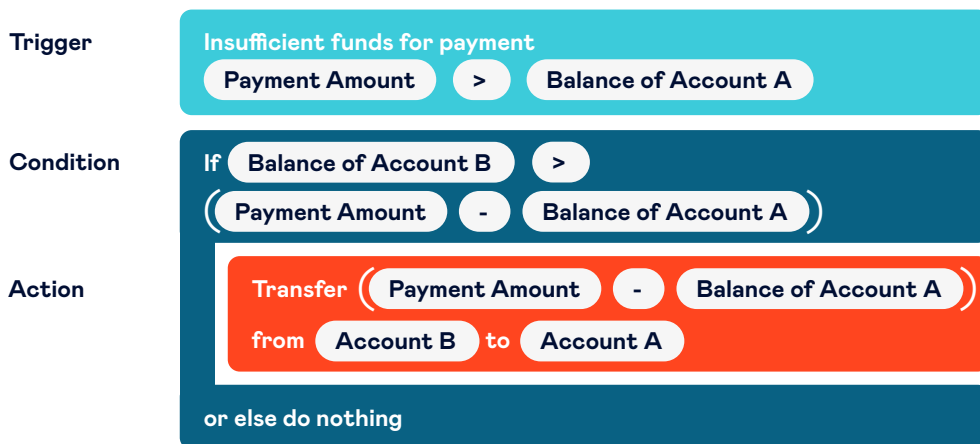 Trigger
Insufficient funds for payment
Payment Amount > Balance of Account A
Condition
If Balance of Account B >
(Payment Amount - Balance of Account A)
Action
Transfer (Payment Amount - Balance of Account A)
from Account B to Account A
or else do nothing